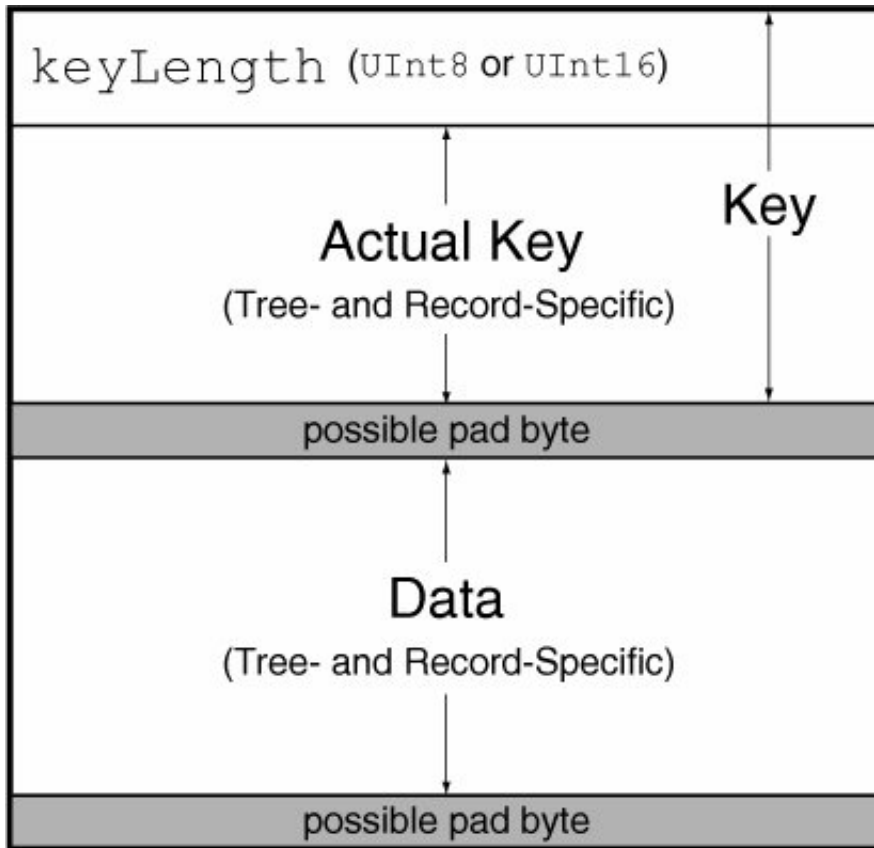 keyLength (UInt8 or UInt16)
Key
Actual Key
(Tree- and Record-Specific)
possible pad byte
Data
(Tree- and Record-Specific)
possible pad byte